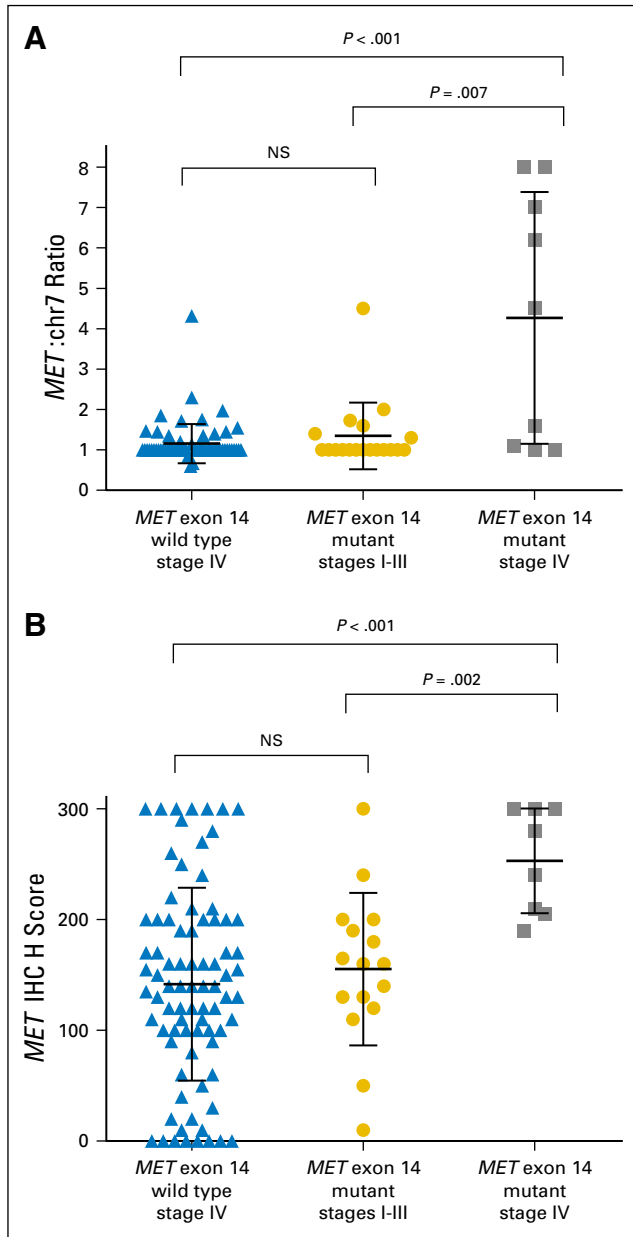 A
P < .001
P = .007
NS
8
7
6
5
4
3
2
1
0
MET:chr7 Ratio
MET exon 14
wild type
stage IV
MET exon 14
mutant
stages I-III
MET exon 14
mutant
stage IV
B
P < .001
P = .002
NS
300
200
100
0
MET IHC H Score
MET exon 14
wild type
stage IV
MET exon 14
mutant
stages I-III
MET exon 14
mutant
stage IV